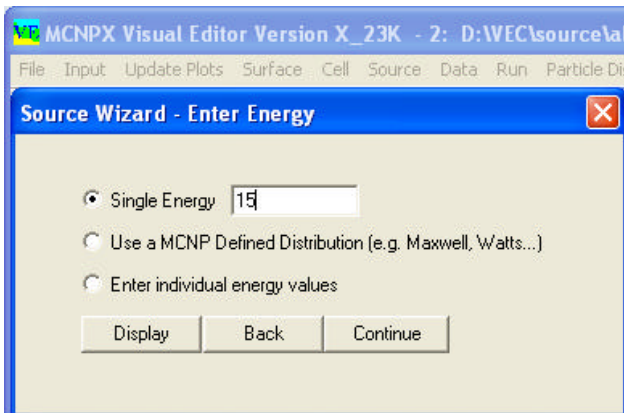 VE MCNPX Visual Editor Version X_23K - 2: D:\VEC\source\al
File Input Update Plots Surface Cell Source Data Run Particle Di
Source Wizard - Enter Energy
Single Energy 15
Use a MCNP Defined Distribution (e.g. Maxwell, Watts...)
Enter individual energy values
Display Back Continue